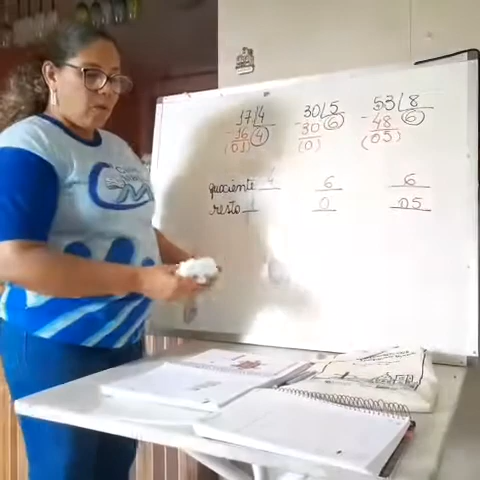 17 4 30 5 53 8
- 16 4 - 30 6 - 48 6
(01) (0) (05)
quociente 4 6 6
resto 1 0 05